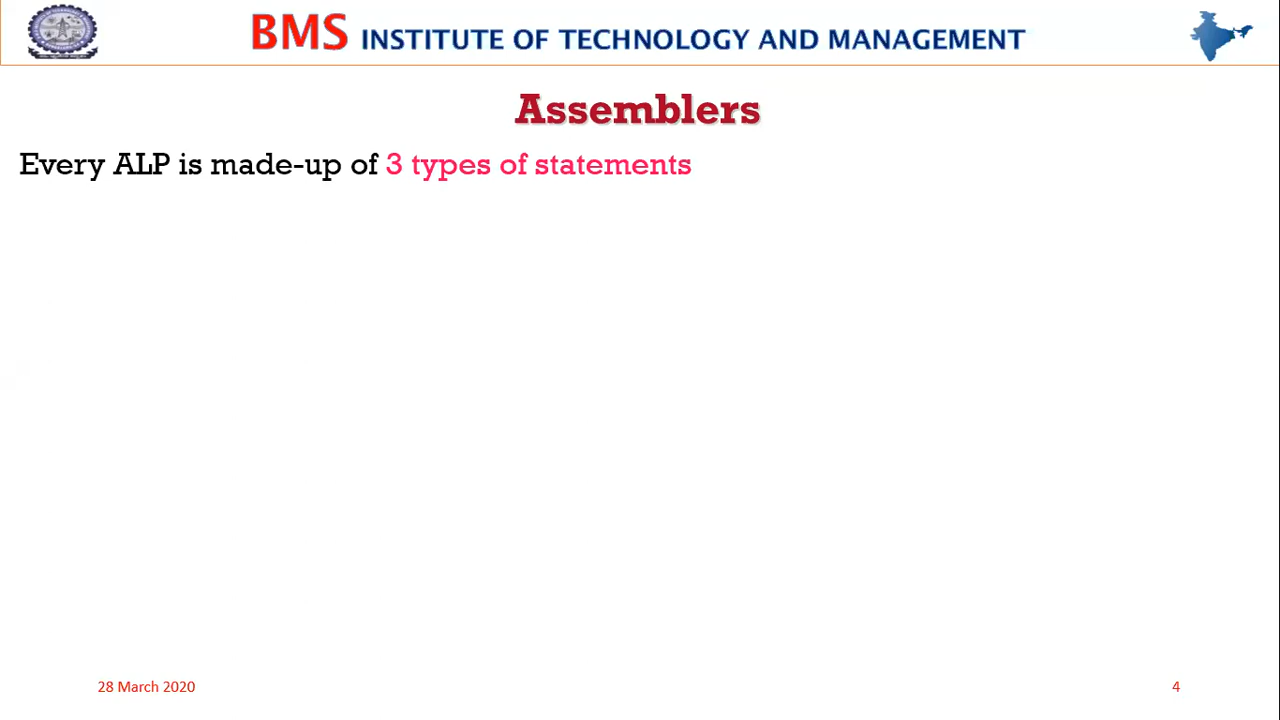 BMS INSTITUTE OF TECHNOLOGY AND MANAGEMENT
Assemblers
Every ALP is made-up of 3 types of statements
28 March 2020
4